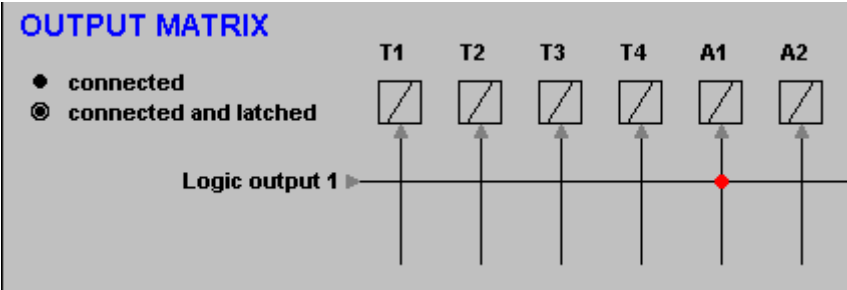 OUTPUT MATRIX
T1 T2 T3 T4 A1 A2
connected
connected and latched
Logic output 1